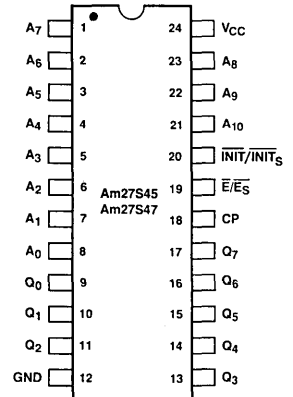 A7 1 24 VCC
A6 2 23 A8
A5 3 22 A9
A4 4 21 A10
A3 5 20 INIT/INITS
A2 6 19 E/ES
Am27S45
A1 7 18 CP
Am27S47
A0 8 17 Q7
Q0 9 16 Q6
Q1 10 15 Q5
Q2 11 14 Q4
GND 12 13 Q3